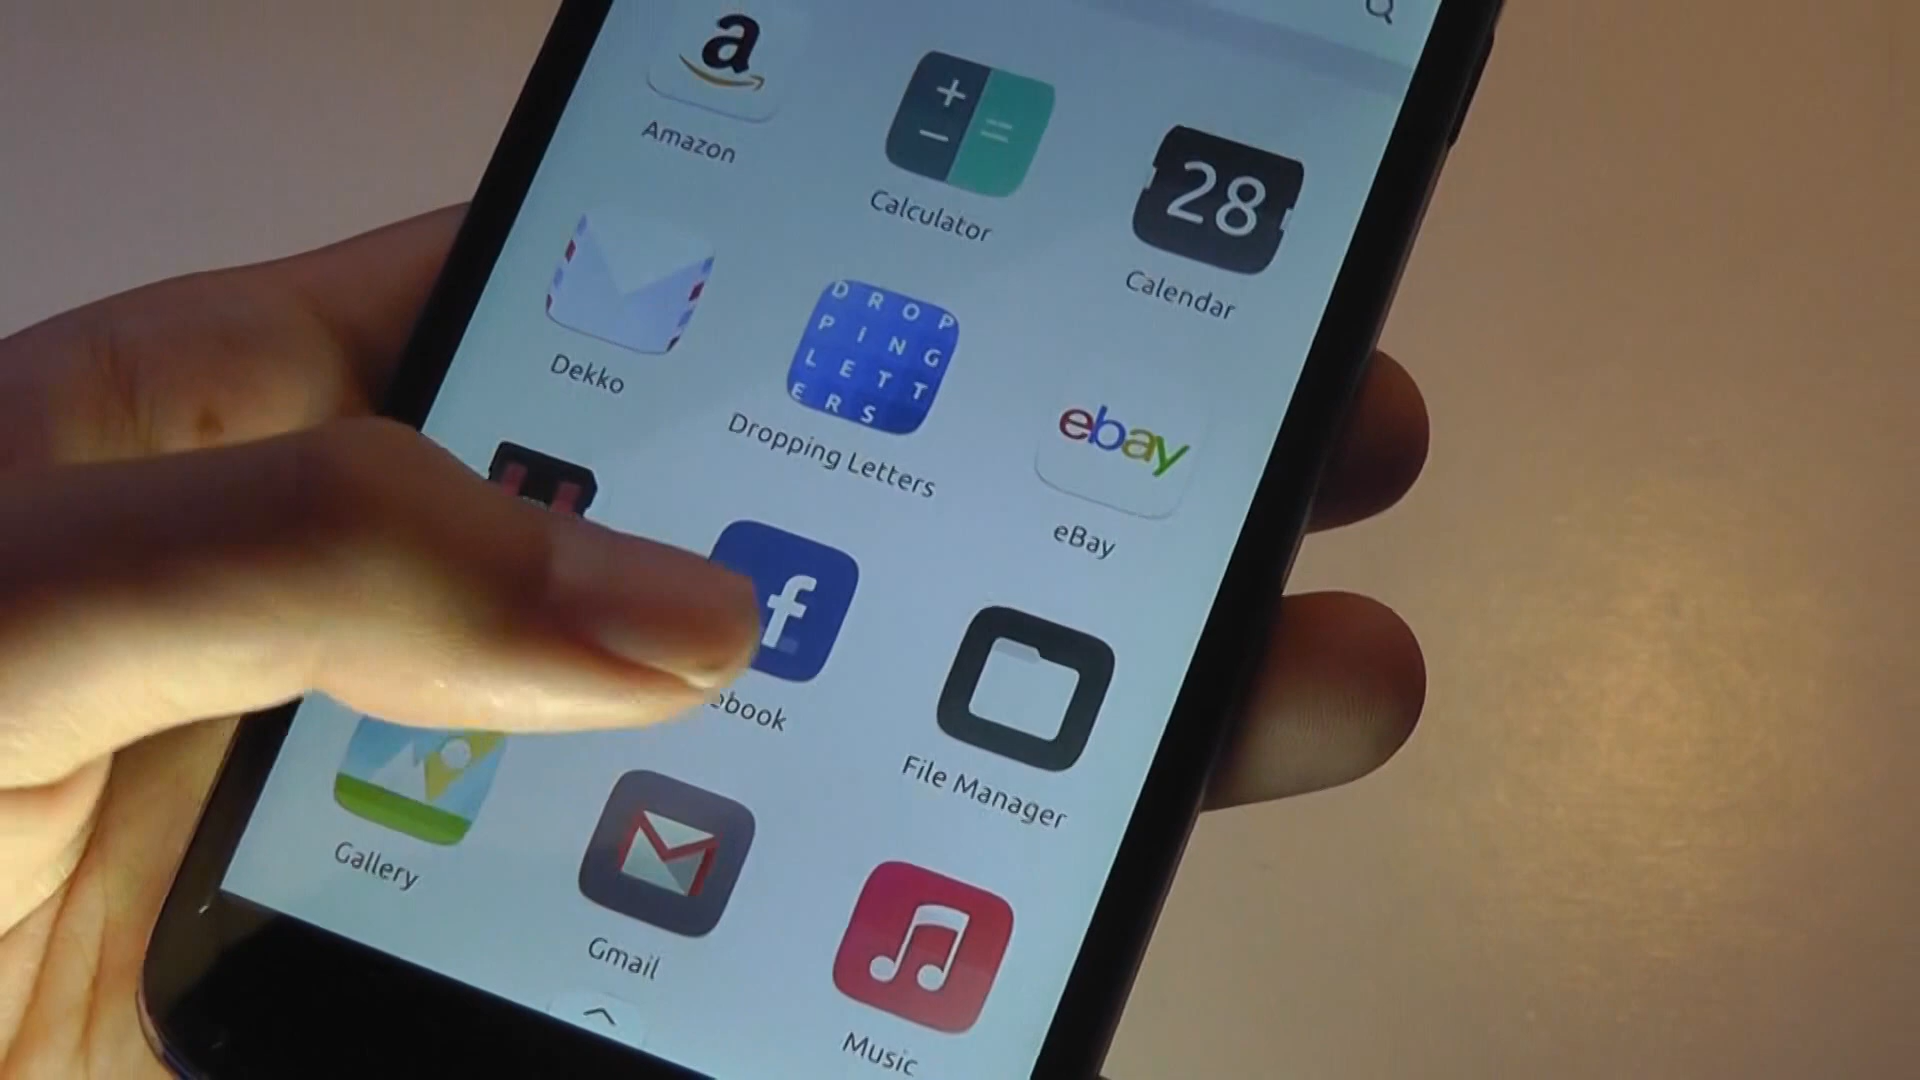 a
Amazon
Calculator
28
Calendar
Dekko
DROP
PING
LETT
ERS
Dropping Letters
ebay
eBay
f
ebook
File Manager
Gallery
Gmail
Music